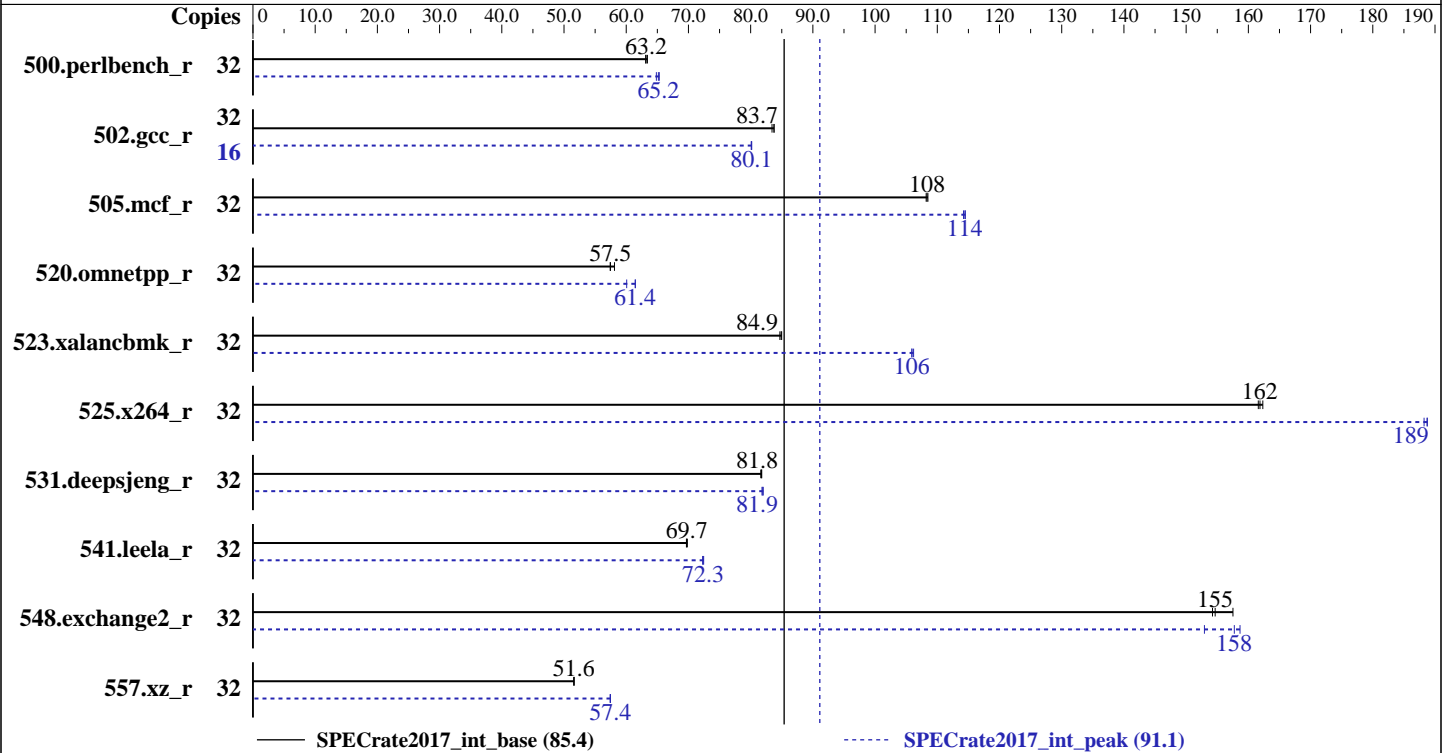 Copies 0 10.0 20.0 30.0 40.0 50.0 60.0 70.0 80.0 90.0 100 110 120 130 140 150 160 170 180 190
63.2
500.perlbench_r 32
65.2
32 83.7
502.gcc_r
16 80.1
108
505.mcf_r 32
114
57.5
520.omnetpp_r 32
61.4
84.9
523.xalancbmk_r 32
106
162
525.x264_r 32
189
81.8
531.deepsjeng_r 32
81.9
69.7
541.leela_r 32
72.3
155
548.exchange2_r 32
158
51.6
557.xz_r 32
57.4
SPECrate2017_int_base (85.4) SPECrate2017_int_peak (91.1)